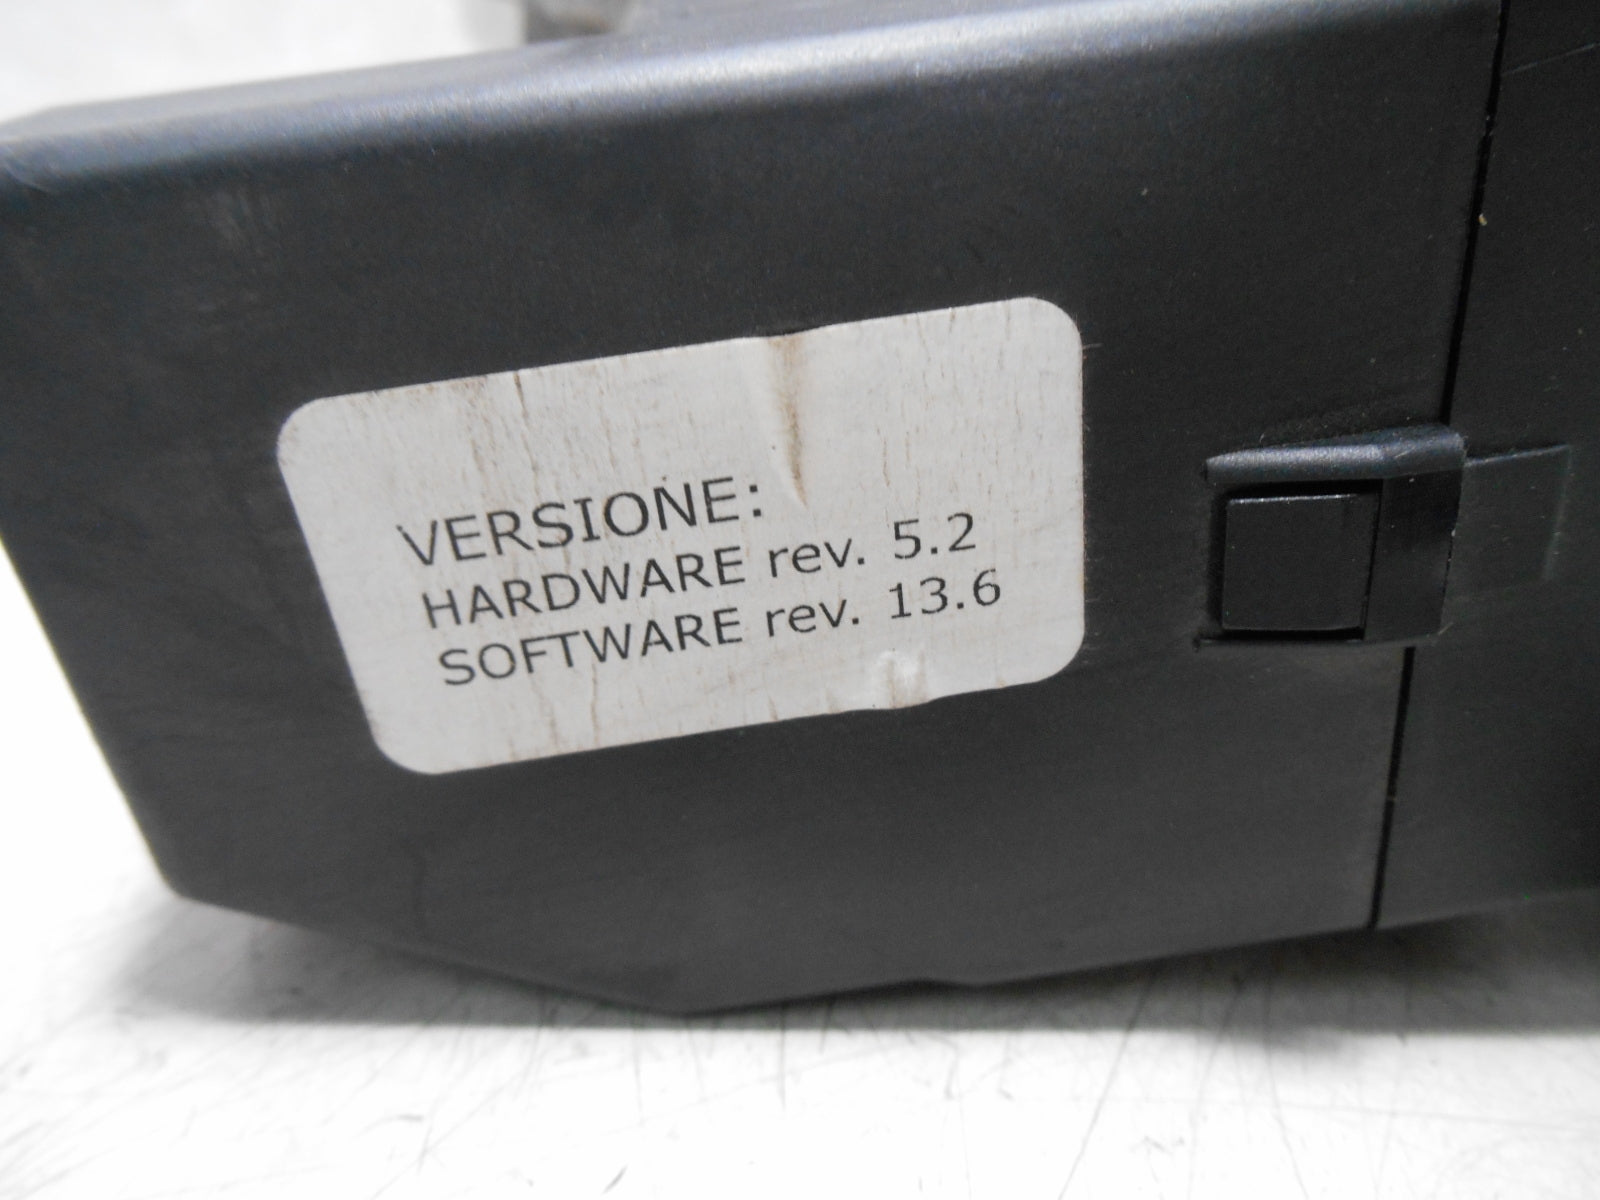 VERSIONE:
HARDWARE rev. 5.2
SOFTWARE rev. 13.6